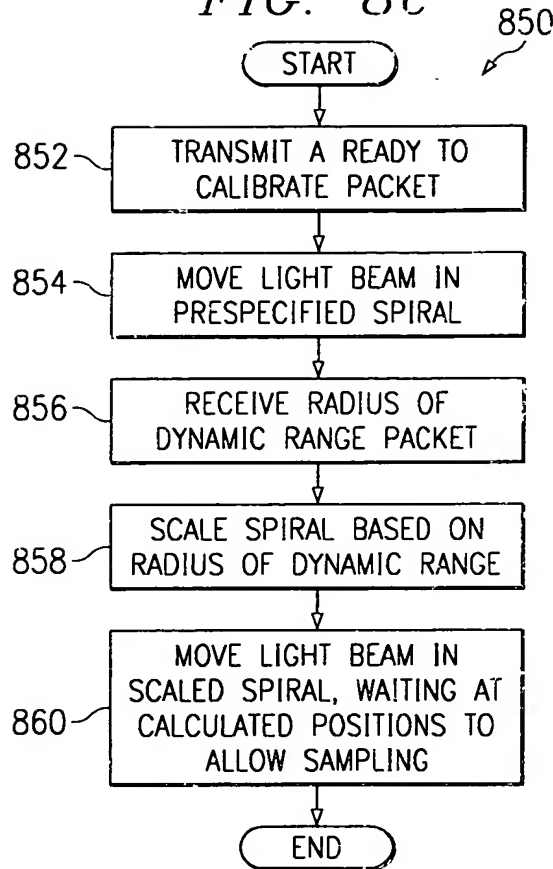 FIG. 8c
850
START
852
TRANSMIT A READY TO
CALIBRATE PACKET
854
MOVE LIGHT BEAM IN
PRESPECIFIED SPIRAL
856
RECEIVE RADIUS OF
DYNAMIC RANGE PACKET
858
SCALE SPIRAL BASED ON
RADIUS OF DYNAMIC RANGE
860
MOVE LIGHT BEAM IN
SCALED SPIRAL, WAITING AT
CALCULATED POSITIONS TO
ALLOW SAMPLING
END